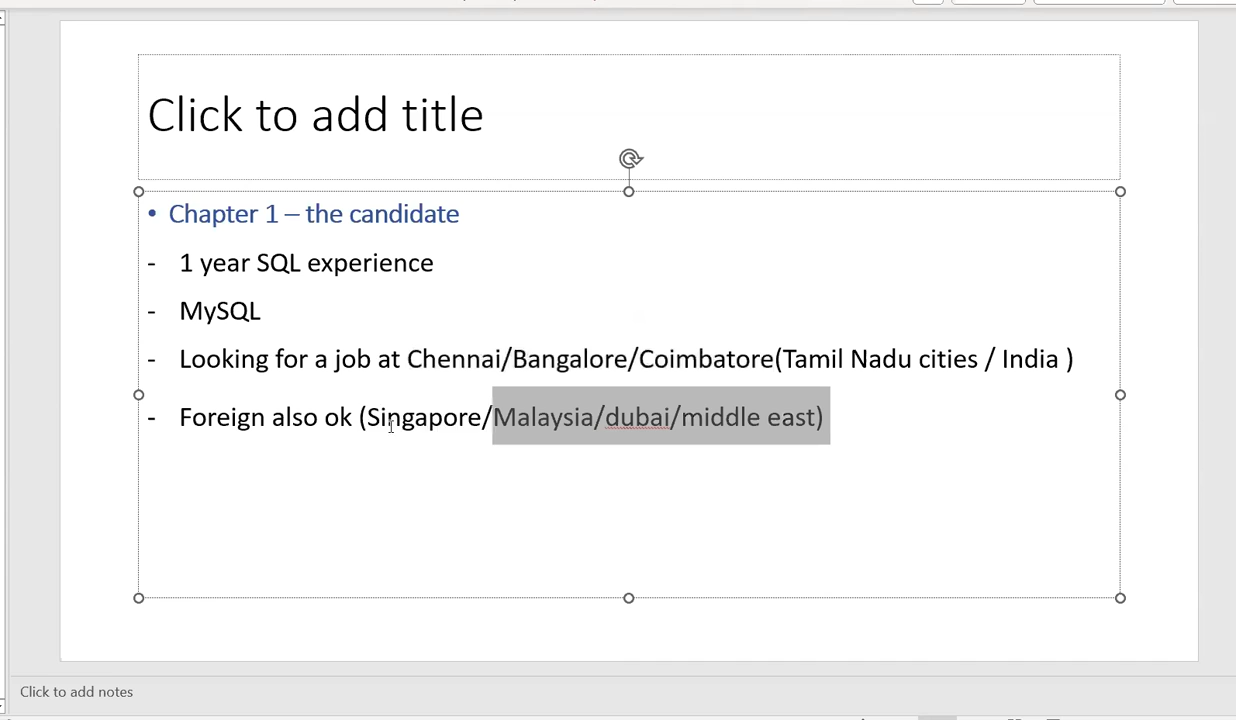 Click to add title
• Chapter 1 – the candidate
- 1 year SQL experience
- MySQL
- Looking for a job at Chennai/Bangalore/Coimbatore(Tamil Nadu cities / India )
- Foreign also ok (Singapore/Malaysia/dubai/middle east)
Click to add notes